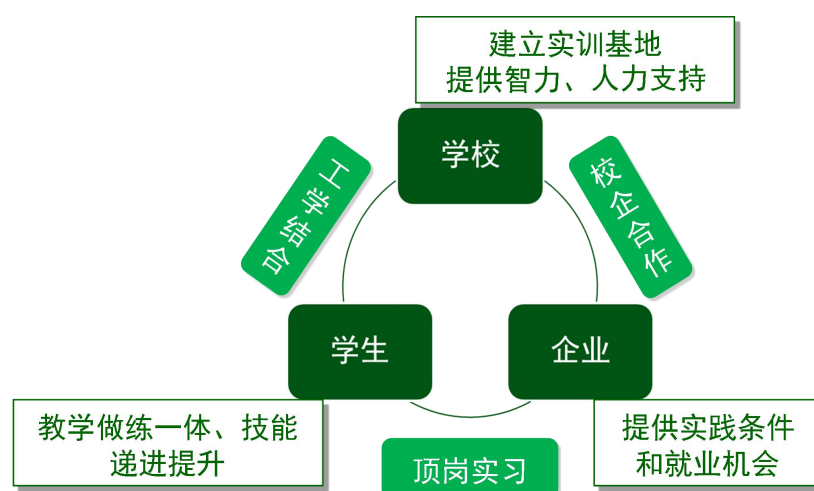 建立实训基地
提供智力、人力支持
学校
工学结合
校企合作
学生
企业
教学做练一体、技能
递进提升
提供实践条件
和就业机会
顶岗实习